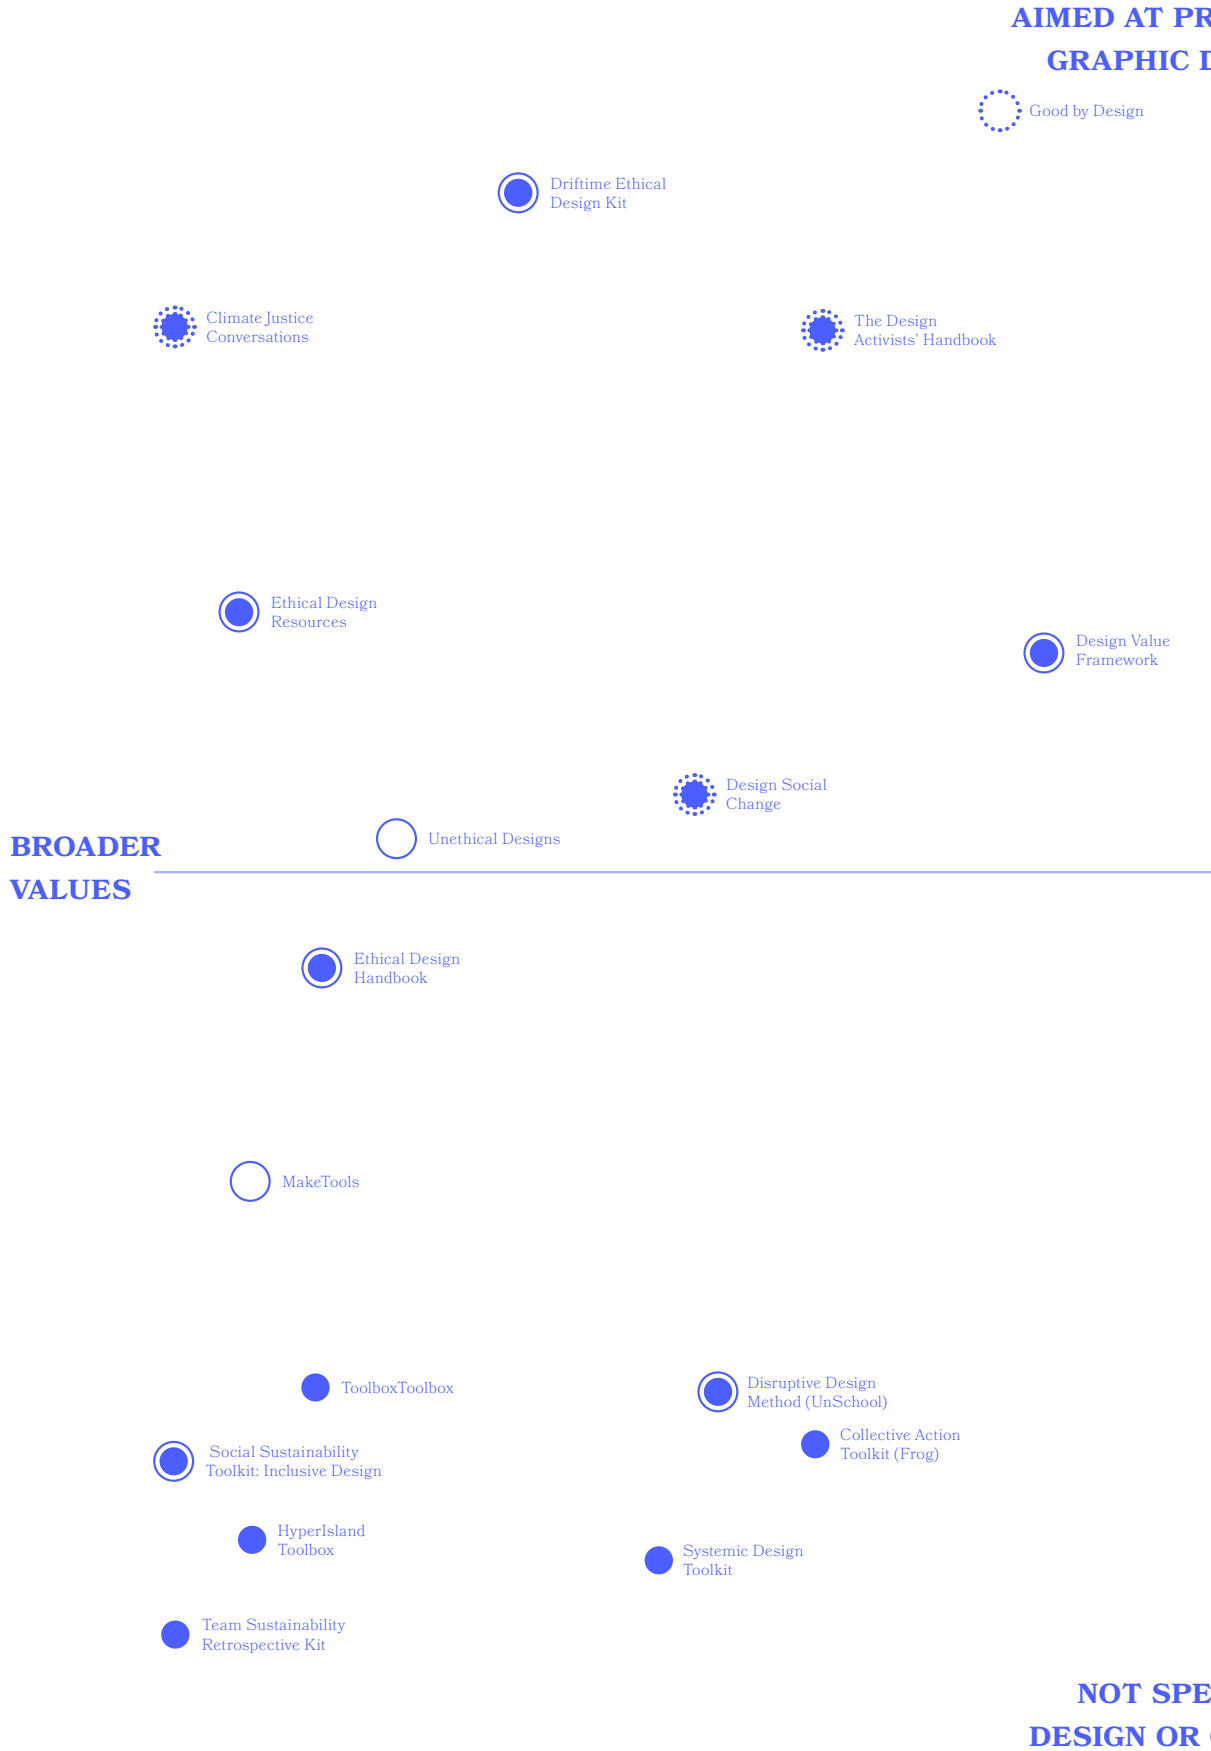 AIMED AT PR
GRAPHIC D
Good by Design
Driftime Ethical
Design Kit
Climate Justice
Conversations
The Design
Activists’ Handbook
Ethical Design
Resources
Design Value
Framework
Design Social
Change
Unethical Designs
BROADER
VALUES
Ethical Design
Handbook
MakeTools
ToolboxToolbox
Disruptive Design
Method (UnSchool)
Collective Action
Toolkit (Frog)
Social Sustainability
Toolkit: Inclusive Design
HyperIsland
Toolbox
Systemic Design
Toolkit
Team Sustainability
Retrospective Kit
NOT SPE
DESIGN OR